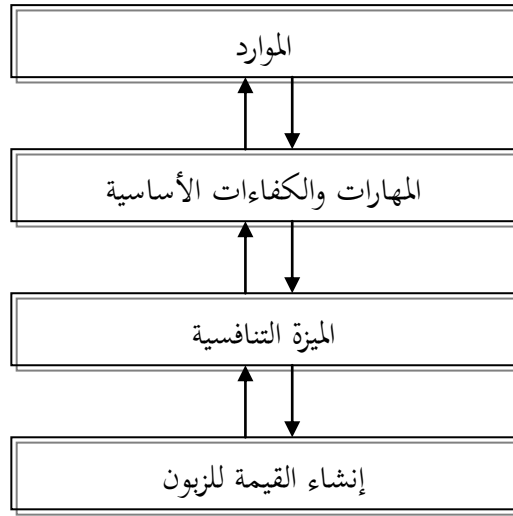 الموارد
المهارات والكفاءات الأساسية
الميزة التنافسية
إنشاء القيمة للزبون